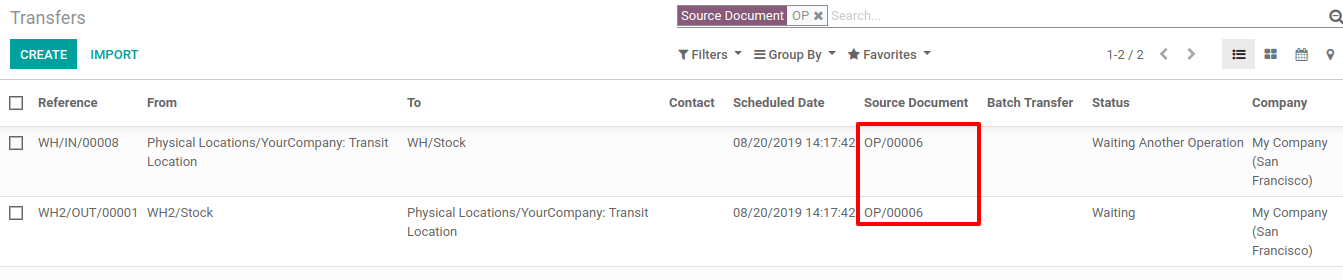 Transfers
Source Document OP ✖ Search...
CREATE IMPORT
Filters Group By Favorites 1-2 / 2
Reference From To Contact Scheduled Date Source Document Batch Transfer Status Company
WH/IN/00008 Physical Locations/YourCompany: Transit WH/Stock 08/20/2019 14:17:42 OP/00006 Waiting Another Operation My Company
Location (San
Francisco)
WH2/OUT/00001 WH2/Stock Physical Locations/YourCompany: Transit 08/20/2019 14:17:42 OP/00006 Waiting My Company
Location (San
Francisco)